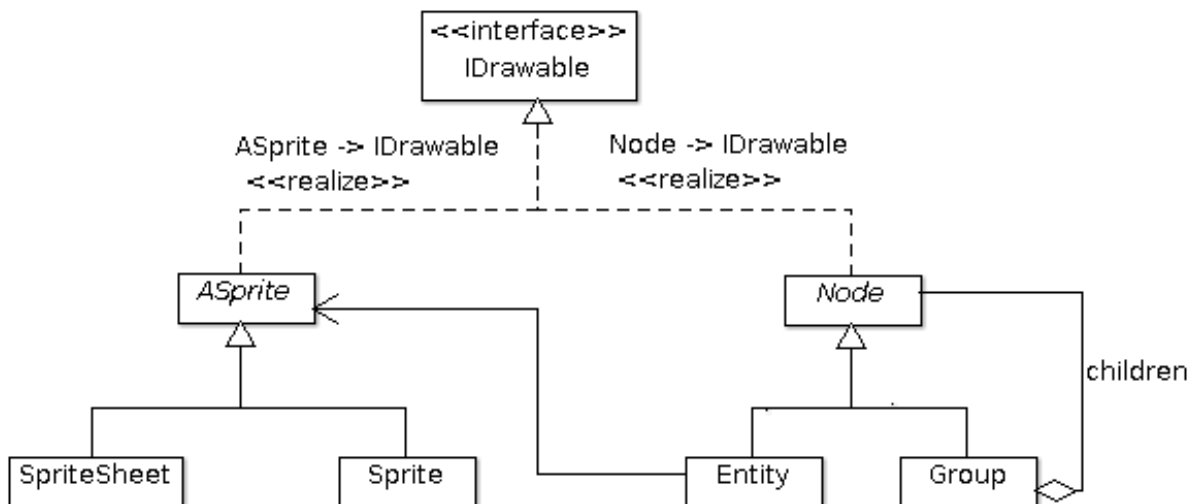 <<interface>>
IDrawable
ASprite -> IDrawable
<<realize>>
Node -> IDrawable
<<realize>>
ASprite
Node
children
SpriteSheet
Sprite
Entity
Group